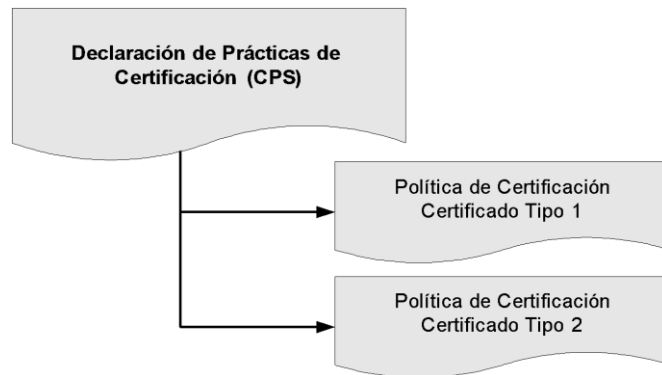 Declaración de Prácticas de
Certificación (CPS)
Política de Certificación
Certificado Tipo 1
Política de Certificación
Certificado Tipo 2